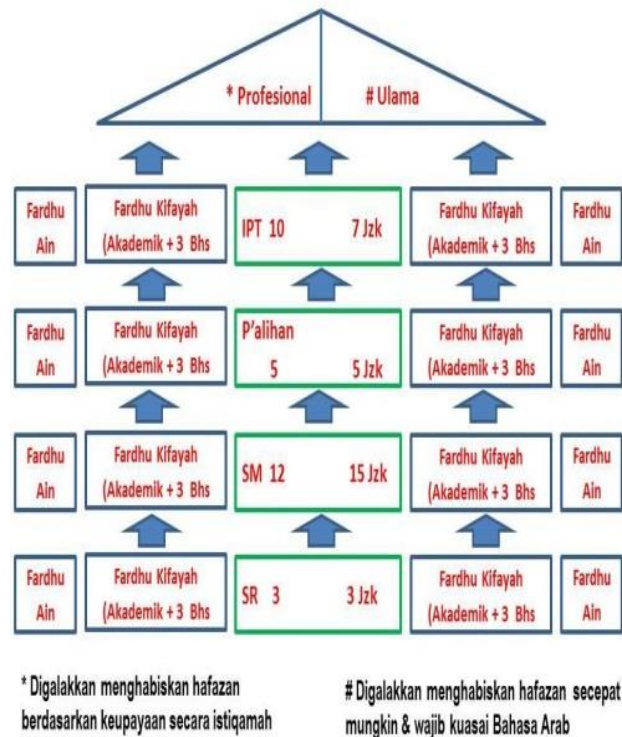 * Profesional # Ulama
Fardhu Ain
Fardhu Kifayah
(Akademik + 3 Bhs
IPT 10 7 Jzk
Fardhu Kifayah
(Akademik + 3 Bhs
Fardhu Ain
Fardhu Ain
Fardhu Kifayah
(Akademik + 3 Bhs
P'alihan
5 5 Jzk
Fardhu Kifayah
(Akademik + 3 Bhs
Fardhu Ain
Fardhu Ain
Fardhu Kifayah
(Akademik + 3 Bhs
SM 12 15 Jzk
Fardhu Kifayah
(Akademik + 3 Bhs
Fardhu Ain
Fardhu Ain
Fardhu Kifayah
(Akademik + 3 Bhs
SR 3 3 Jzk
Fardhu Kifayah
(Akademik + 3 Bhs
Fardhu Ain
* Digalakkan menghabiskan hafazan
berdasarkan keupayaan secara istiqamah
# Digalakkan menghabiskan hafazan secepat
mungkin & wajib kuasai Bahasa Arab